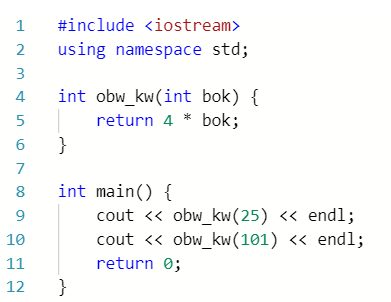 1 #include <iostream>
2 using namespace std;
3
4 int obw_kw(int bok) {
5 return 4 * bok;
6 }
7
8 int main() {
9 cout << obw_kw(25) << endl;
10 cout << obw_kw(101) << endl;
11 return 0;
12 }